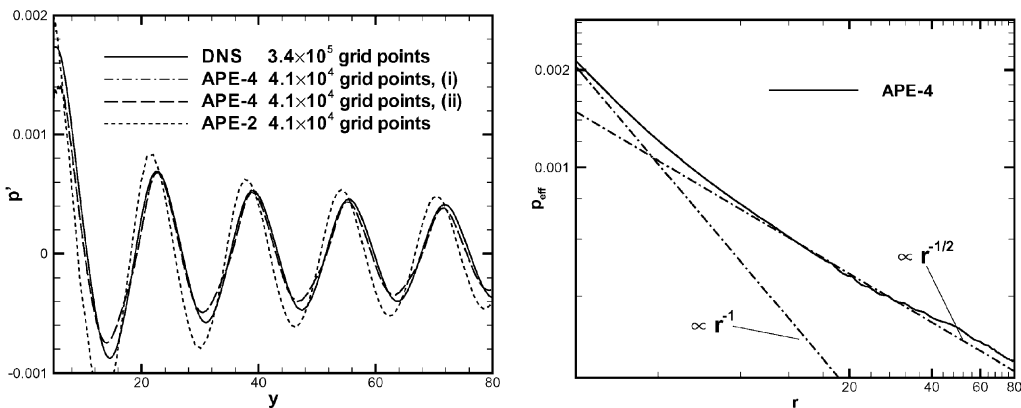 0.002
DNS 3.4×10⁵ grid points
APE-4 4.1×10⁴ grid points, (i)
APE-4 4.1×10⁴ grid points, (ii)
APE-2 4.1×10⁴ grid points
0.001
p'
0
-0.001
20
40
60
80
y
0.002
APE-4
0.001
p_eff
∝ r^-1/2
∝ r^-1
20
40
60
80
r